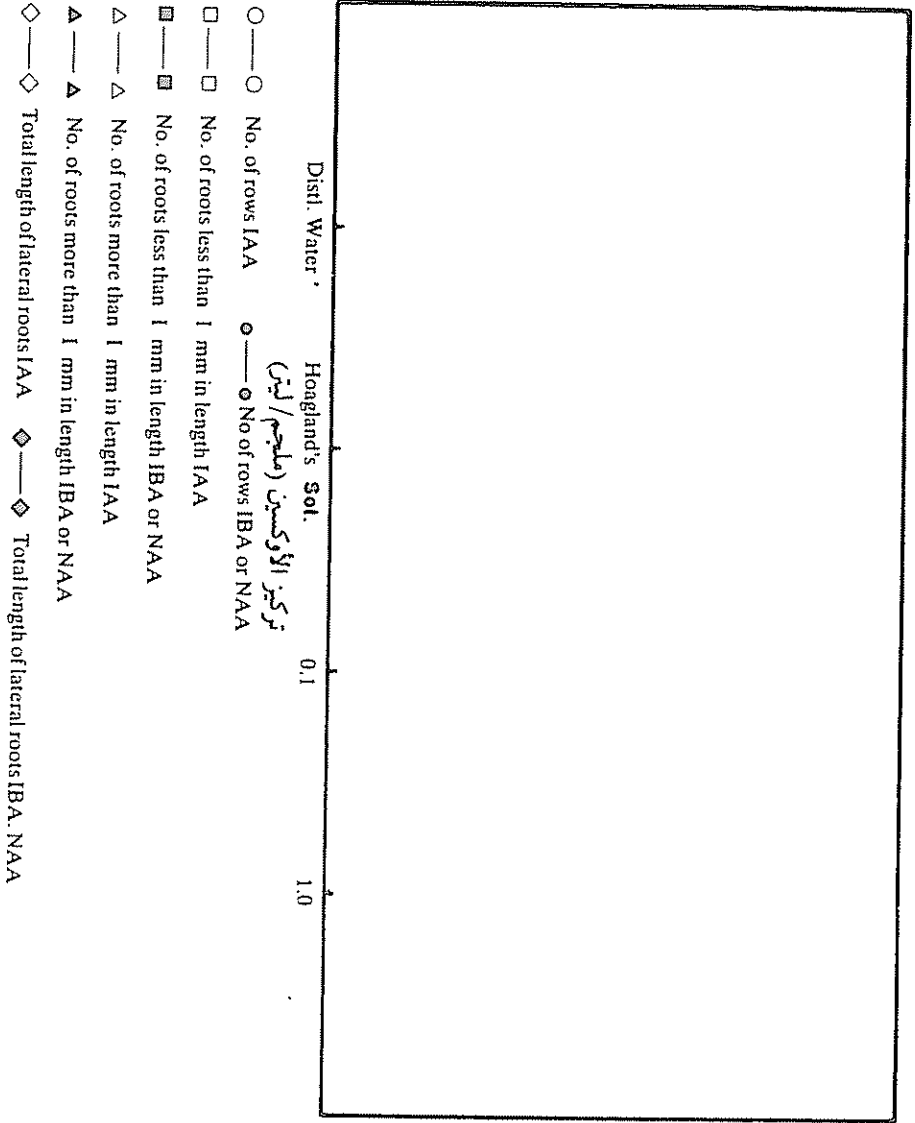 Distl. Water Hoagland's Sol. 0.1 1.0
تركيز الأوكسين (ملجم/ليتر)
No. of rows IAA No of rows IBA or NAA
No. of roots less than 1 mm in length IAA
No. of roots less than 1 mm in length IBA or NAA
No. of roots more than 1 mm in length IAA
No. of roots more than 1 mm in length IBA or NAA
Total length of lateral roots IAA Total length of lateral roots IBA. NAA